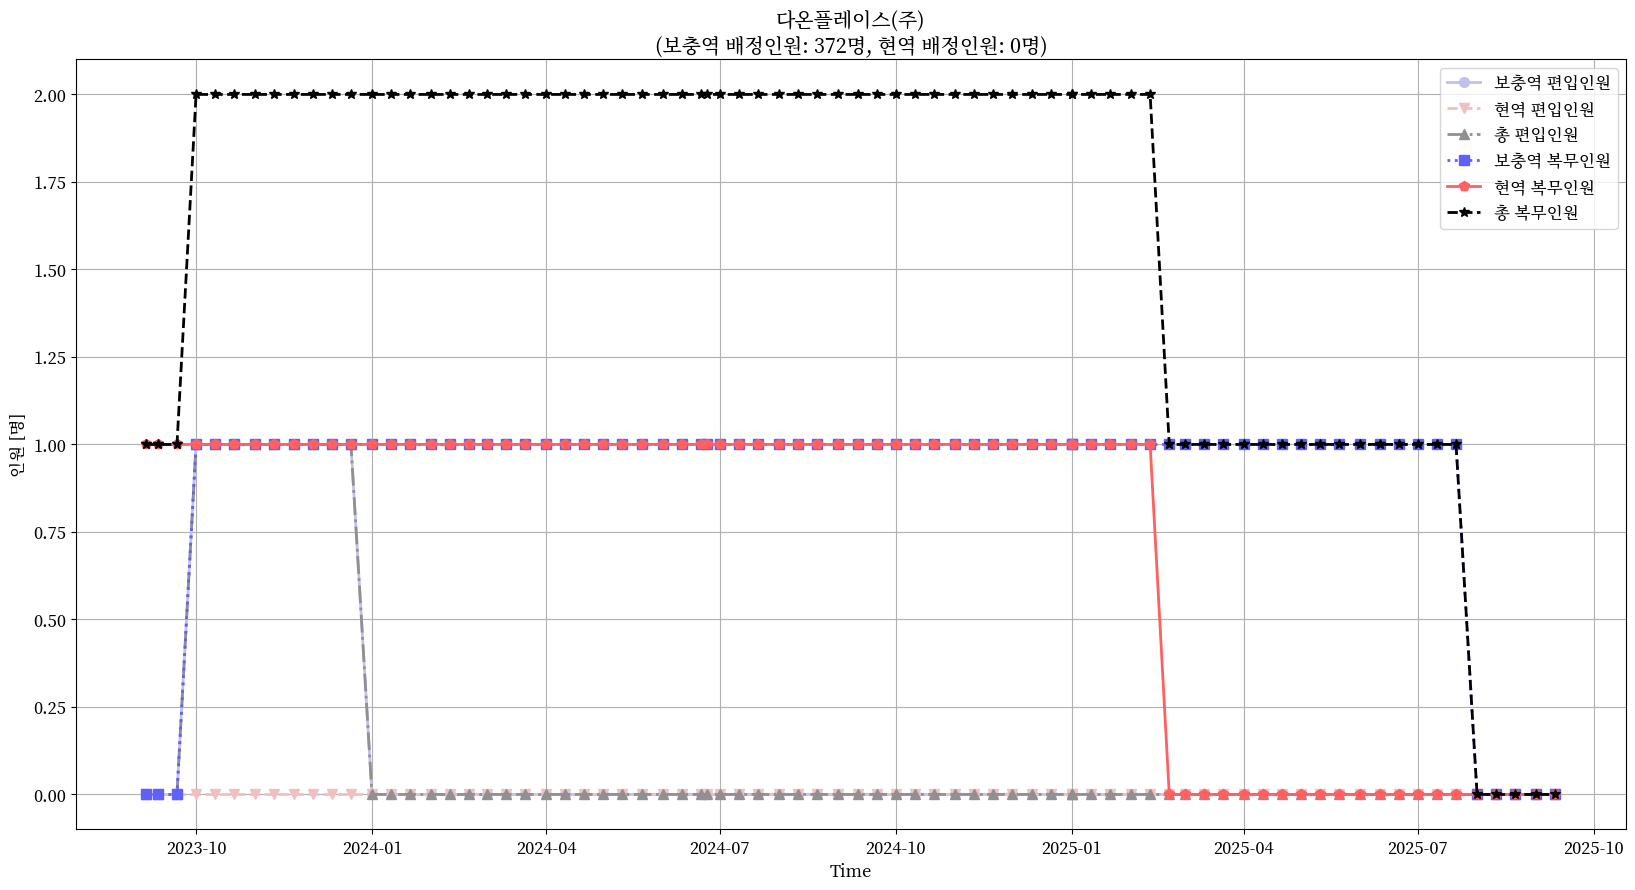 다온플레이스(주)
(보충역 배정인원: 372명, 현역 배정인원: 0명)
보충역 편입인원
현역 편입인원
총 편입인원
보충역 복무인원
현역 복무인원
총 복무인원
인원 [명]
2.00
1.75
1.50
1.25
1.00
0.75
0.50
0.25
0.00
2023-10
2024-01
2024-04
2024-07
2024-10
2025-01
2025-04
2025-07
2025-10
Time